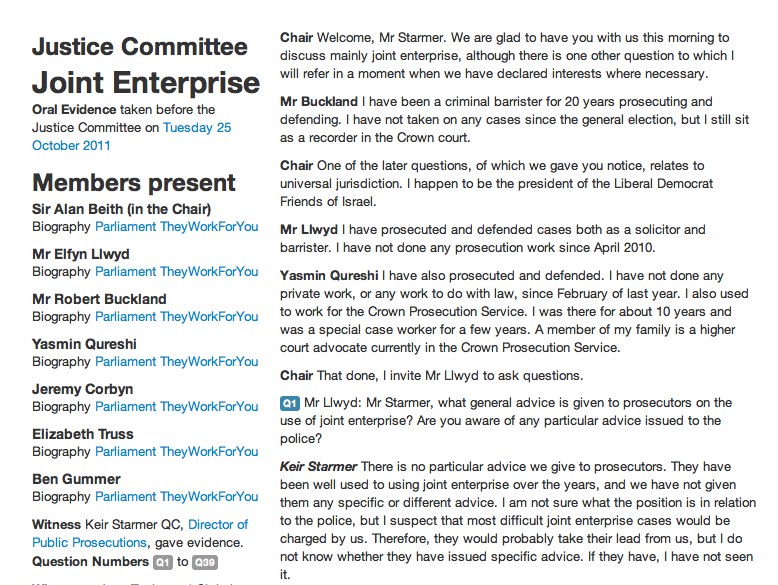 Justice Committee
Joint Enterprise
Oral Evidence taken before the
Justice Committee on Tuesday 25
October 2011
Members present
Sir Alan Beith (in the Chair)
Biography Parliament TheyWorkForYou
Mr Elfyn Llwyd
Biography Parliament TheyWorkForYou
Mr Robert Buckland
Biography Parliament TheyWorkForYou
Yasmin Qureshi
Biography Parliament TheyWorkForYou
Jeremy Corbyn
Biography Parliament TheyWorkForYou
Elizabeth Truss
Biography Parliament TheyWorkForYou
Ben Gummer
Biography Parliament TheyWorkForYou
Witness Keir Starmer QC, Director of
Public Prosecutions, gave evidence.
Question Numbers Q1 to Q39
Chair Welcome, Mr Starmer. We are glad to have you with us this morning to
discuss mainly joint enterprise, although there is one other question to which I
will refer in a moment when we have declared interests where necessary.
Mr Buckland I have been a criminal barrister for 20 years prosecuting and
defending. I have not taken on any cases since the general election, but I still sit
as a recorder in the Crown court.
Chair One of the later questions, of which we gave you notice, relates to
universal jurisdiction. I happen to be the president of the Liberal Democrat
Friends of Israel.
Mr Llwyd I have prosecuted and defended cases both as a solicitor and
barrister. I have not done any prosecution work since April 2010.
Yasmin Qureshi I have also prosecuted and defended. I have not done any
private work, or any work to do with law, since February of last year. I also used
to work for the Crown Prosecution Service. I was there for about 10 years and
was a special case worker for a few years. A member of my family is a higher
court advocate currently in the Crown Prosecution Service.
Chair That done, I invite Mr Llwyd to ask questions.
Q1 Mr Llwyd: Mr Starmer, what general advice is given to prosecutors on the
use of joint enterprise? Are you aware of any particular advice issued to the
police?
Keir Starmer There is no particular advice we give to prosecutors. They have
been well used to using joint enterprise over the years, and we have not given
them any specific or different advice. I am not sure what the position is in relation
to the police, but I suspect that most difficult joint enterprise cases would be
charged by us. Therefore, they would probably take their lead from us, but I do
not know whether they have issued specific advice. If they have, I have not seen
it.